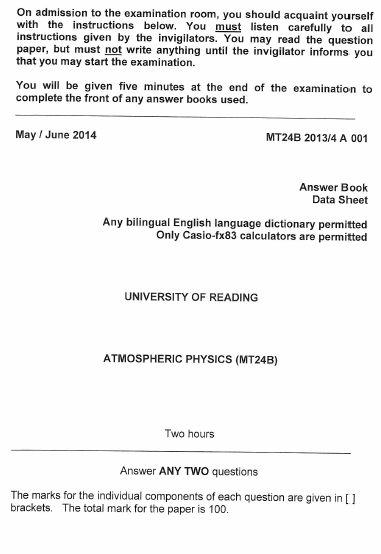 On admission to the examination room, you should acquaint yourself
with the instructions below. You must listen carefully to all
instructions given by the invigilators. You may read the question
paper, but must not write anything until the invigilator informs you
that you may start the examination.
You will be given five minutes at the end of the examination to
complete the front of any answer books used.
May / June 2014
MT24B 2013/4 A 001
Answer Book
Data Sheet
Any bilingual English language dictionary permitted
Only Casio-fx83 calculators are permitted
UNIVERSITY OF READING
ATMOSPHERIC PHYSICS (MT24B)
Two hours
Answer ANY TWO questions
The marks for the individual components of each question are given in [ ]
brackets. The total mark for the paper is 100.